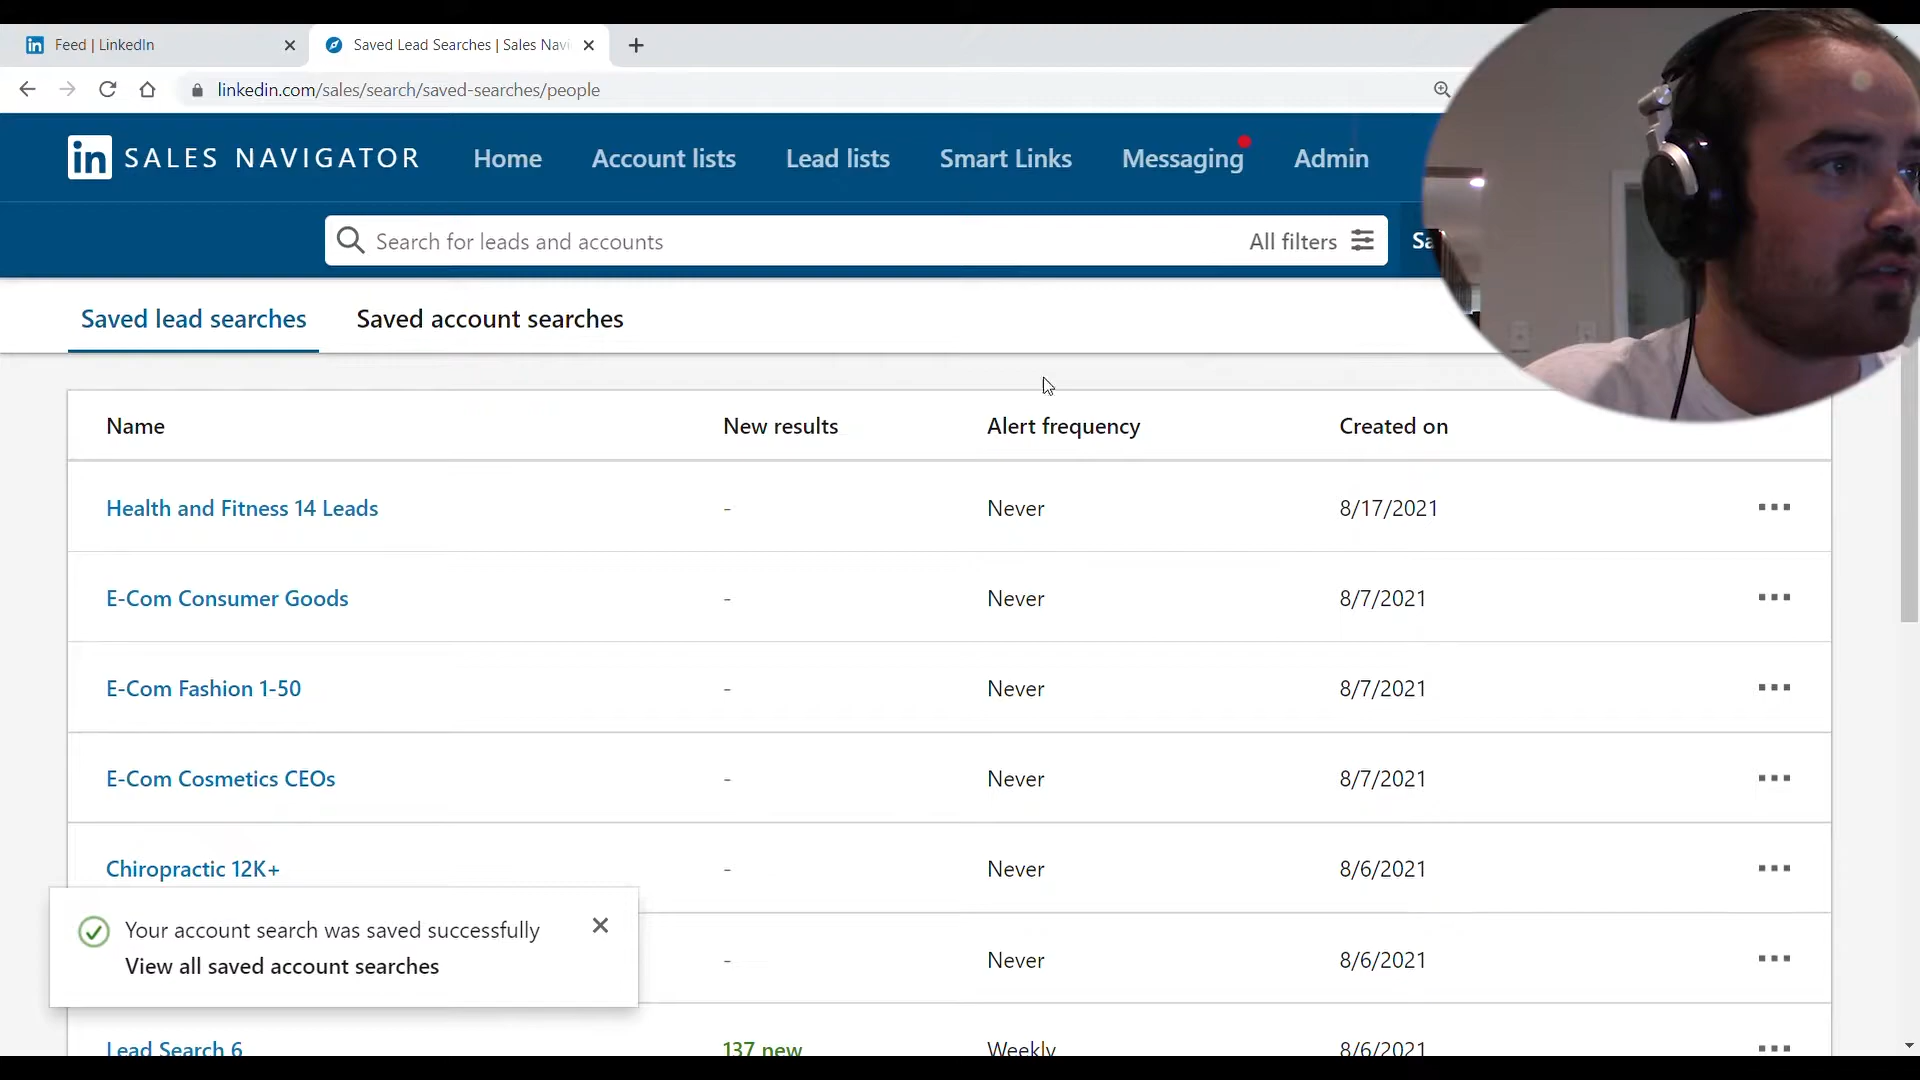 Feed | LinkedIn
Saved Lead Searches | Sales Navi
linkedin.com/sales/search/saved-searches/people
in SALES NAVIGATOR
Home
Account lists
Lead lists
Smart Links
Messaging
Admin
Search for leads and accounts
All filters
Sa
Saved lead searches
Saved account searches
Name New results Alert frequency Created on
Health and Fitness 14 Leads - Never 8/17/2021
E-Com Consumer Goods - Never 8/7/2021
E-Com Fashion 1-50 - Never 8/7/2021
E-Com Cosmetics CEOs - Never 8/7/2021
Chiropractic 12K+ - Never 8/6/2021
- Never 8/6/2021
Your account search was saved successfully
View all saved account searches
Lead Search 6 137 new Weekly 8/6/2021